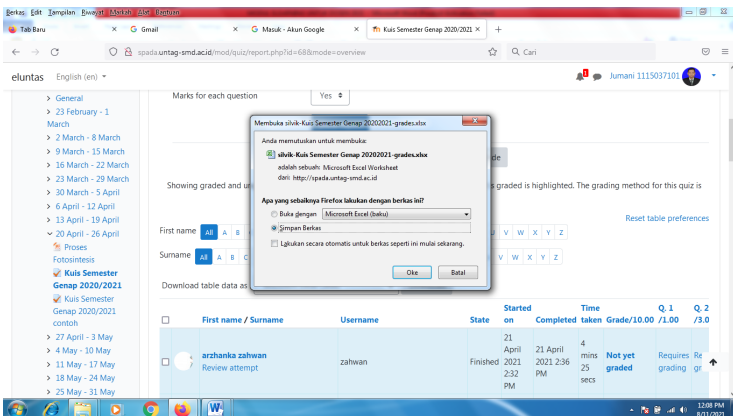 Berkas Edit Tampilan Riwayat Markah Alat Bantuan
Tab Baru
Gmail
Masuk - Akun Google
Kuis Semester Genap 2020/2021
spada.untag-smd.ac.id/mod/quiz/report.php?id=68&mode=overview
Cari
eluntas English (en)
Jumani 1115037101
General
23 February - 1
March
2 March - 8 March
9 March - 15 March
16 March - 22 March
23 March - 29 March
30 March - 5 April
6 April - 12 April
13 April - 19 April
20 April - 26 April
Proses
Fotosintesis
Kuis Semester
Genap 2020/2021
Kuis Semester
Genap 2020/2021
contoh
27 April - 3 May
4 May - 10 May
11 May - 17 May
18 May - 24 May
25 May - 31 May
Marks for each question Yes
Membuka silvik-Kuis Semester Genap 20202021-grades.xlsx
Anda memutuskan untuk membuka:
silvik-Kuis Semester Genap 20202021-grades.xlsx
adalah sebuah: Microsoft Excel Worksheet
dari: http://spada.untag-smd.ac.id
Apa yang sebaiknya Firefox lakukan dengan berkas ini?
Buka dengan Microsoft Excel (baku)
Simpan Berkas
Lakukan secara otomatis untuk berkas seperti ini mulai sekarang.
Oke Batal
Showing graded and
graded is highlighted. The grading method for this quiz is
Reset table preferences
First name All A B
V W X Y Z
Surname All A B C
V W X Y Z
Download table data as
First name / Surname Username State Started on Completed Time taken Grade/10.00 Q. 1 /1.00 Q. 2
arzhanka zahwan
Review attempt
zahwan
Finished
21 April 2021 2:32 PM
21 April 2021 2:36 PM
4 mins 25 secs
Not yet graded
Requires grading
12:08 PM
8/11/2021